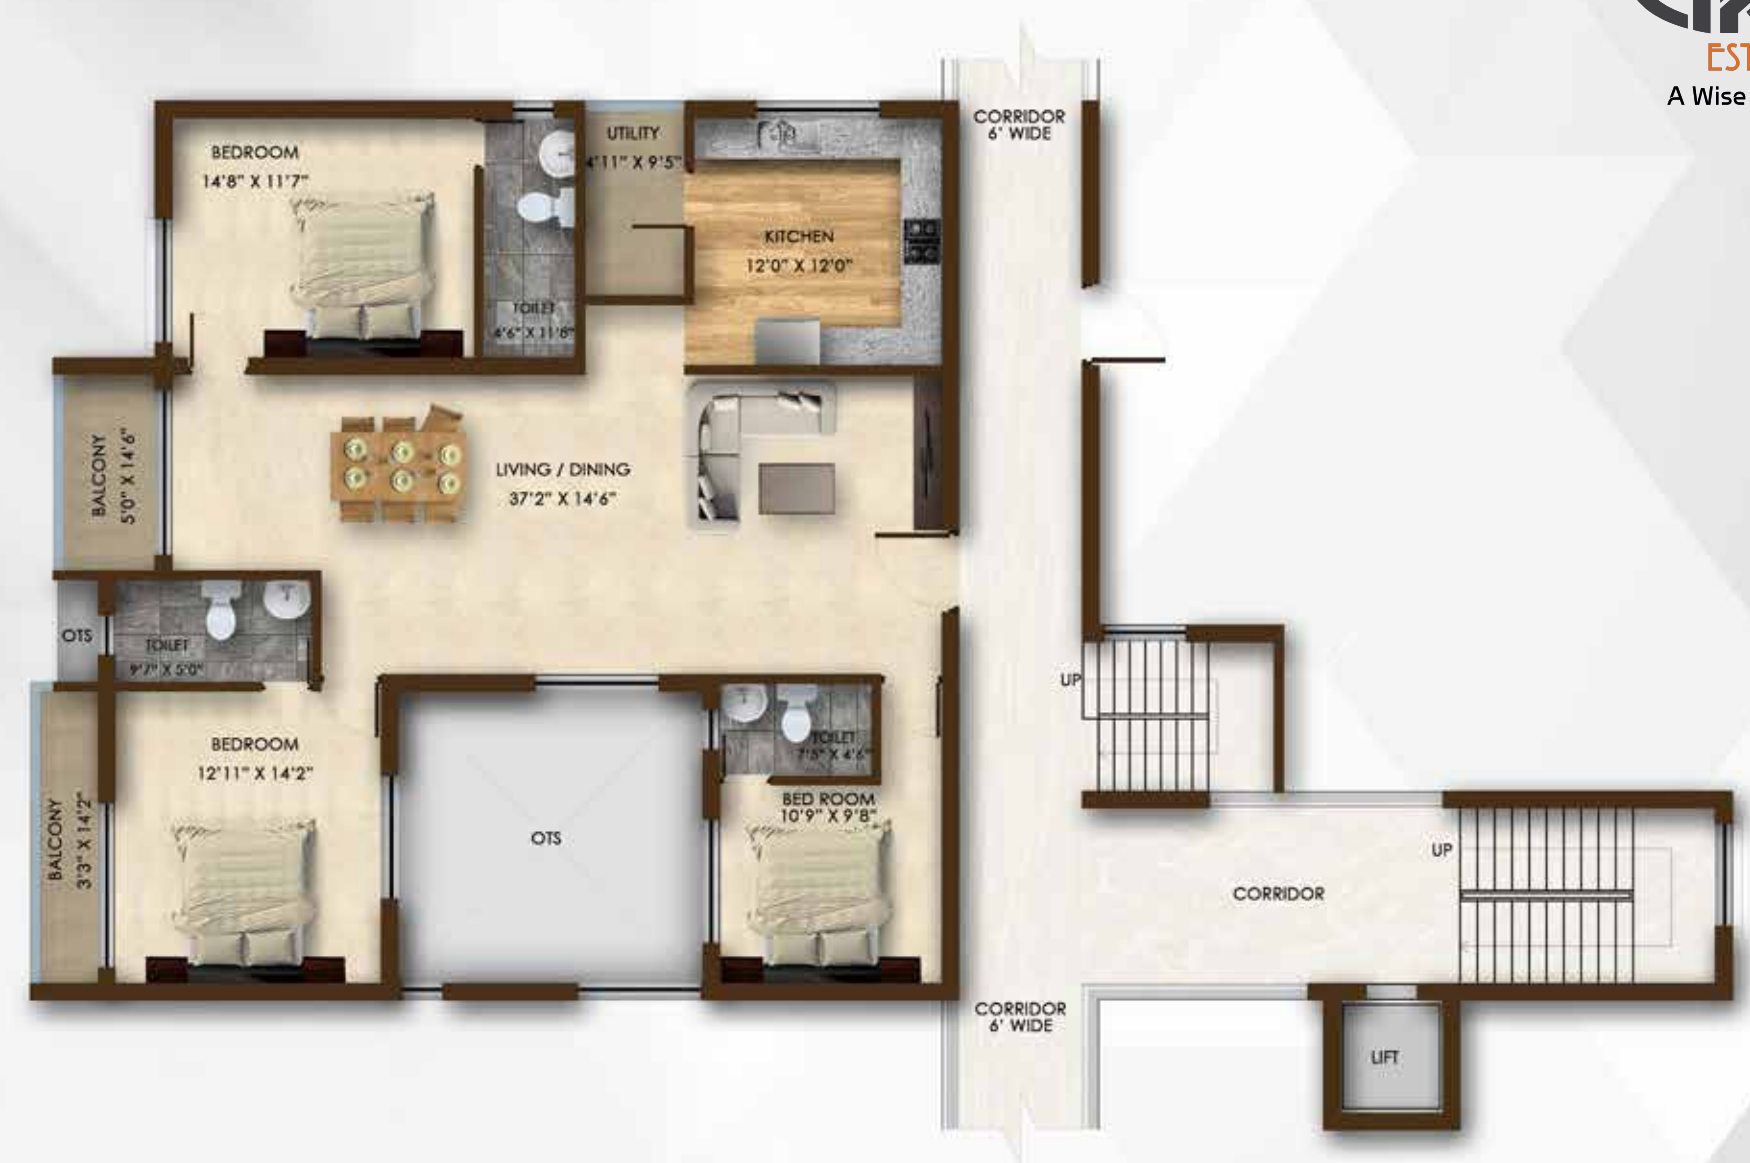 EST
A Wise
CORRIDOR
6' WIDE
BEDROOM
14'8" X 11'7"
UTILITY
4'11" X 9'5"
KITCHEN
12'0" X 12'0"
TOILET
4'6" X 11'8"
BALCONY
5'0" X 14'6"
LIVING / DINING
37'2" X 14'6"
OTS
TOILET
9'7" X 5'0"
UP
BEDROOM
12'11" X 14'2"
TOILET
7'5" X 4'6"
BED ROOM
10'9" X 9'8"
BALCONY
3'3" X 14'2"
OTS
UP
CORRIDOR
CORRIDOR
6' WIDE
LIFT